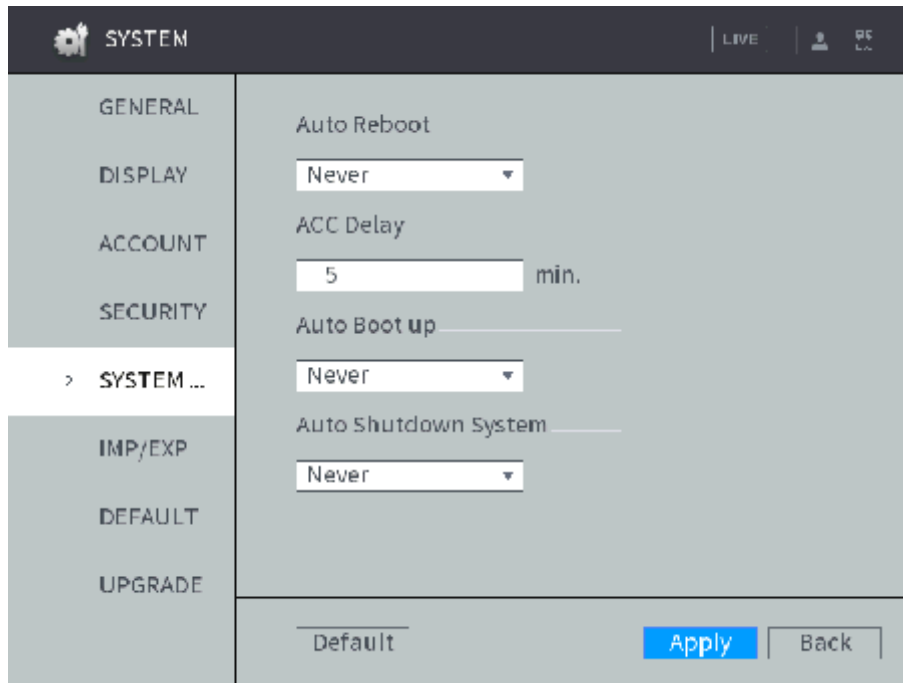 SYSTEM
LIVE
GENERAL
DISPLAY
ACCOUNT
SECURITY
SYSTEM ...
IMP/EXP
DEFAULT
UPGRADE
Auto Reboot
Never
ACC Delay
5 min.
Auto Boot up
Never
Auto Shutdown System
Never
Default
Apply
Back